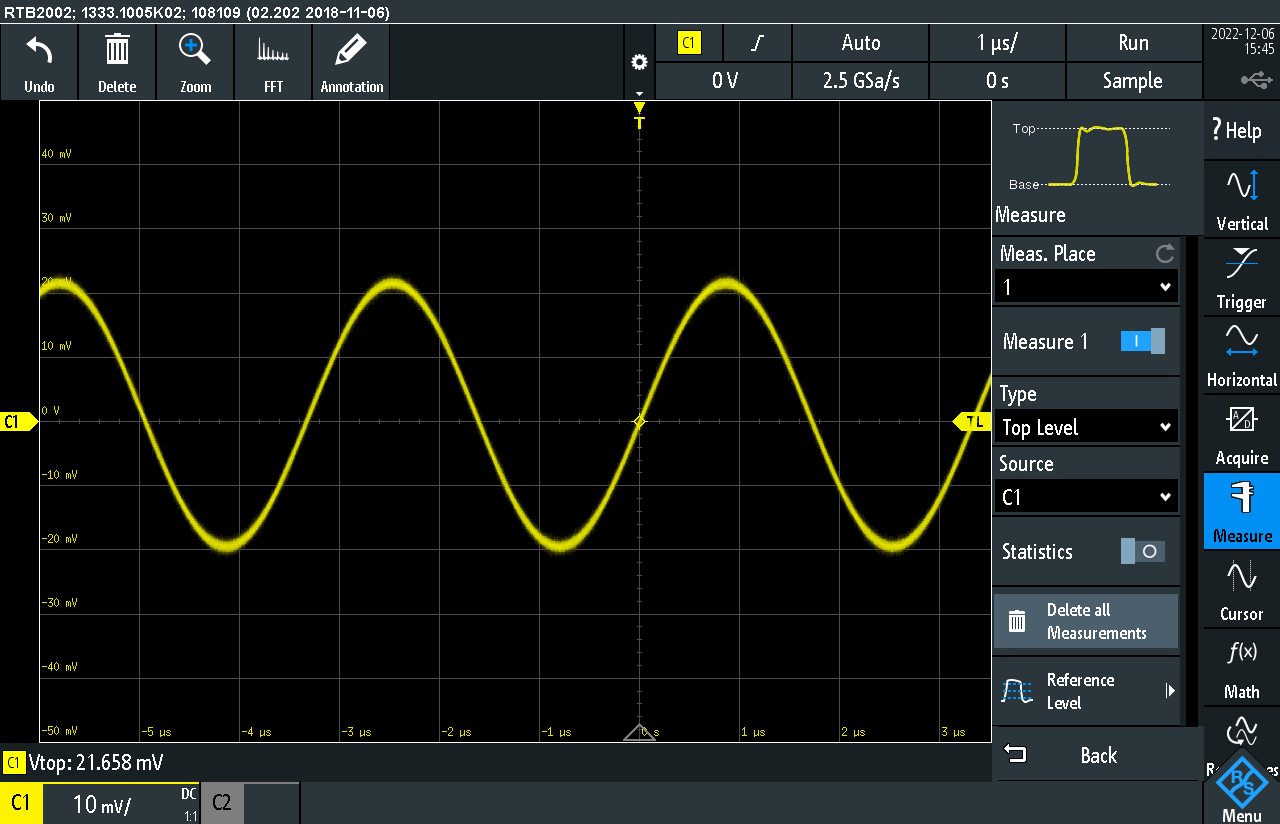 RTB2002; 1333.1005K02; 108109 (02.202 2018-11-06)
Undo
Delete
Zoom
FFT
Annotation
C1
Auto
1 µs/
Run
0 V
2.5 GSa/s
0 s
Sample
2022-12-06
15:45
T
40 mV
30 mV
20 mV
10 mV
0 V
-10 mV
-20 mV
-30 mV
-40 mV
-50 mV
C1
TL
-5 µs
-4 µs
-3 µs
-2 µs
-1 µs
0 s
1 µs
2 µs
3 µs
Top
Base
Measure
Meas. Place
1
Measure 1
Type
Top Level
Source
C1
Statistics
Delete all
Measurements
Reference
Level
Back
? Help
Vertical
Trigger
Horizontal
A
D
Acquire
Measure
Cursor
f(x)
Math
R&S
Menu
C1 Vtop: 21.658 mV
C1
10 mV/
DC
1:1
C2